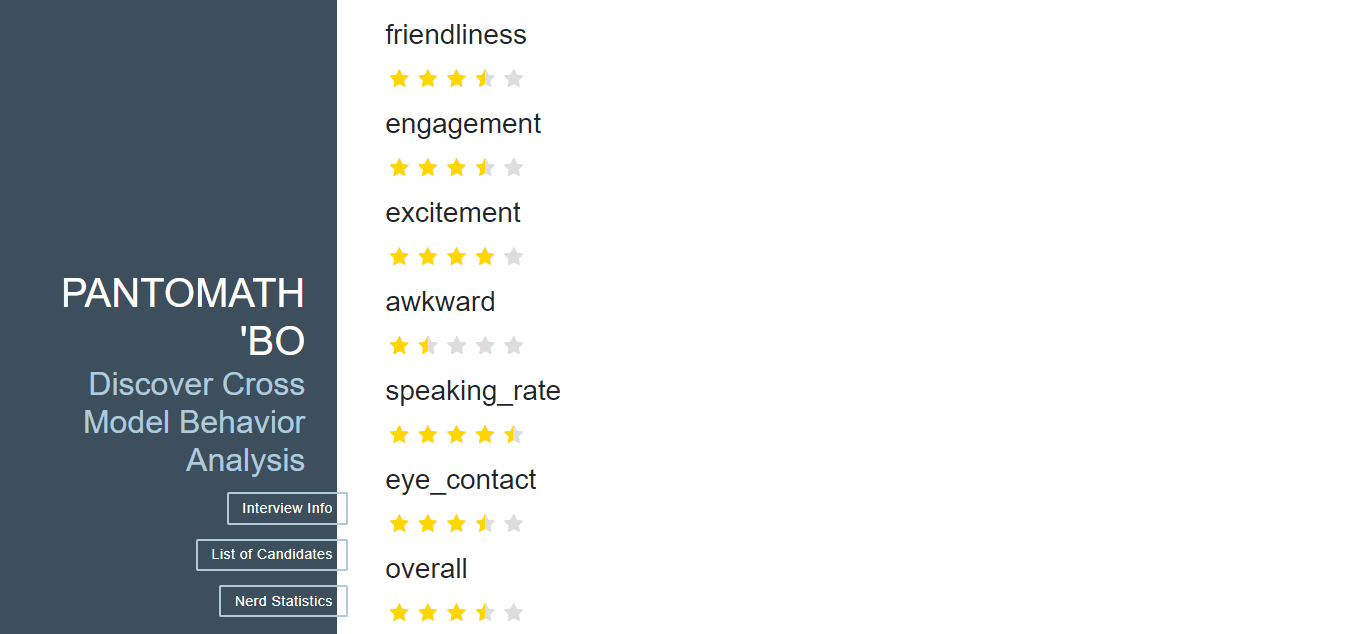 PANTOMATH
'BO
Discover Cross
Model Behavior
Analysis
Interview Info
List of Candidates
Nerd Statistics
friendliness
engagement
excitement
awkward
speaking_rate
eye_contact
overall